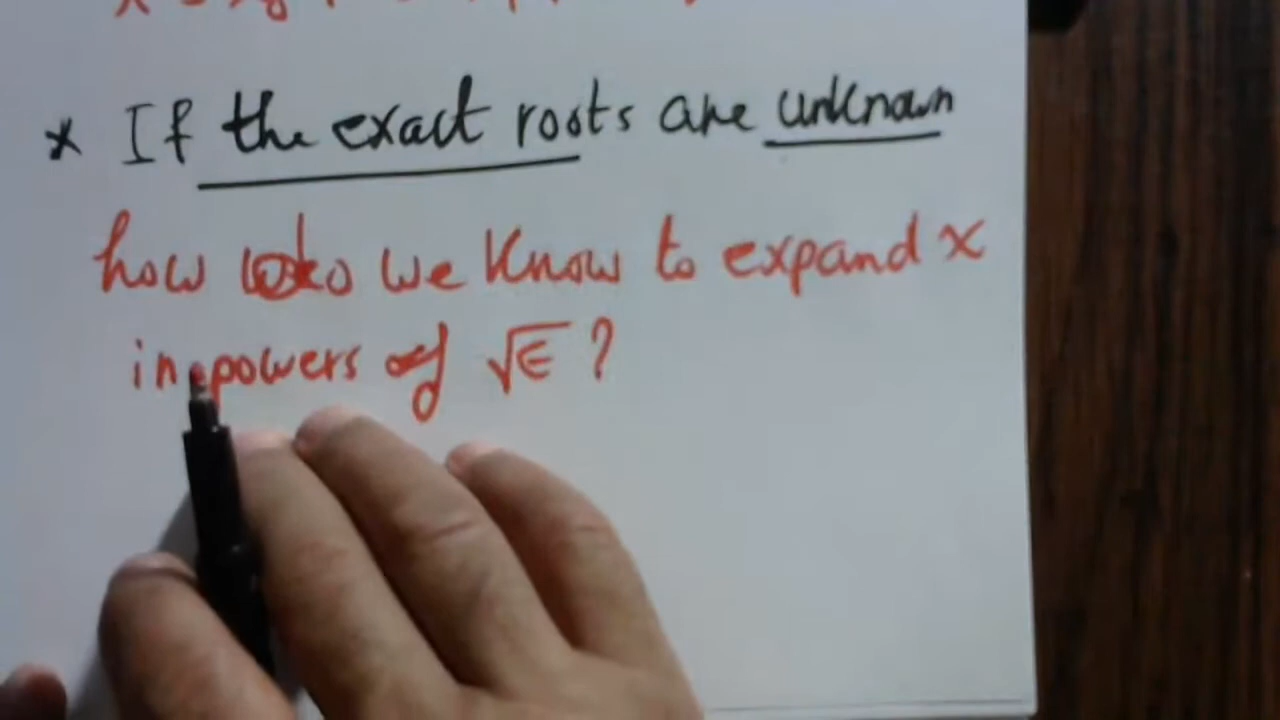 * If the exact roots are unknown
how do we know to expand x
in powers of √ε ?